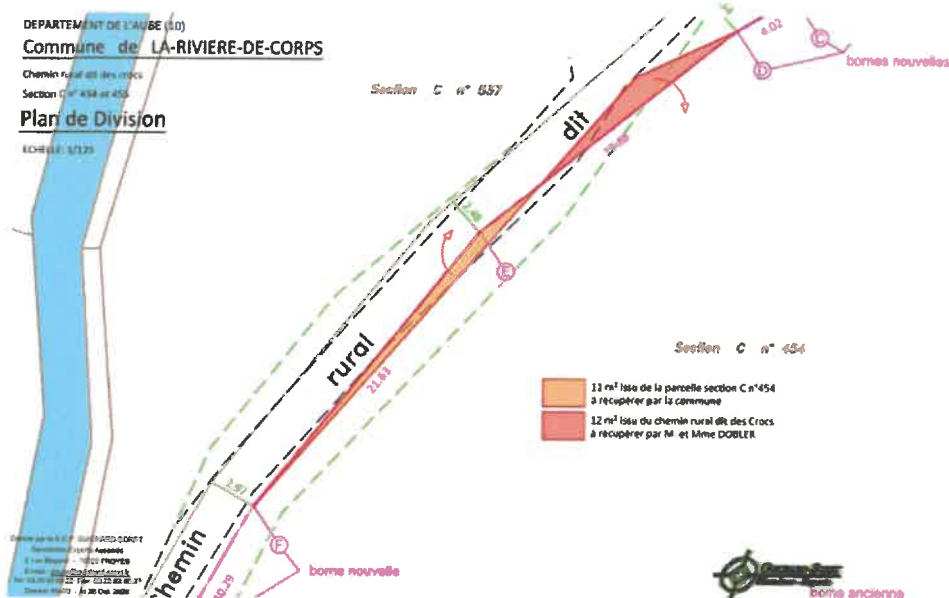 DEPARTEMENT DE L'AUBE (10)
Commune de LA-RIVIERE-DE-CORPS
Chemin rural dit des crocs
Section C n° 454 et 455
Plan de Division
ECHELLE: 1/125
Section C n° 557
dit
4.02
C
D
bornes nouvelles
E
rural
21.63
Section C n° 454
11 m² issu de la parcelle section C n°454
à récupérer par la commune
12 m² issu du chemin rural dit des Crocs
à récupérer par M et Mme DOBLER
2.97
chemin
F
borne nouvelle
borne ancienne